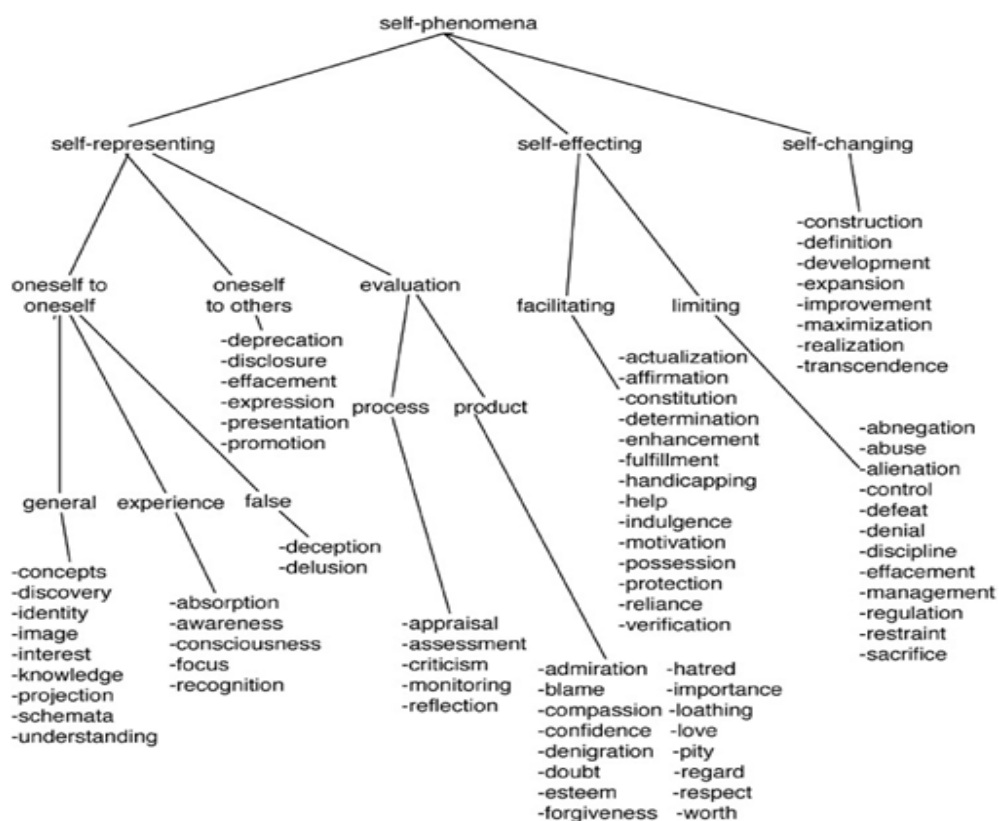 self-phenomena
self-representing
self-effecting
self-changing
-construction
-definition
-development
-expansion
-improvement
-maximization
-realization
-transcendence
oneself to
oneself
oneself
to others
-deprecation
-disclosure
-effacement
-expression
-presentation
-promotion
evaluation
facilitating
limiting
process
product
-actualization
-affirmation
-constitution
-determination
-enhancement
-fulfillment
-handicapping
-help
-indulgence
-motivation
-possession
-protection
-reliance
-verification
-abnegation
-abuse
-alienation
-control
-defeat
-denial
-discipline
-effacement
-management
-regulation
-restraint
-sacrifice
general
experience
false
-deception
-delusion
-concepts
-discovery
-identity
-image
-interest
-knowledge
-projection
-schemata
-understanding
-absorption
-awareness
-consciousness
-focus
-recognition
-appraisal
-assessment
-criticism
-monitoring
-reflection
-admiration
-blame
-compassion
-confidence
-denigration
-doubt
-esteem
-forgiveness
-hatred
-importance
-loathing
-love
-pity
-regard
-respect
-worth